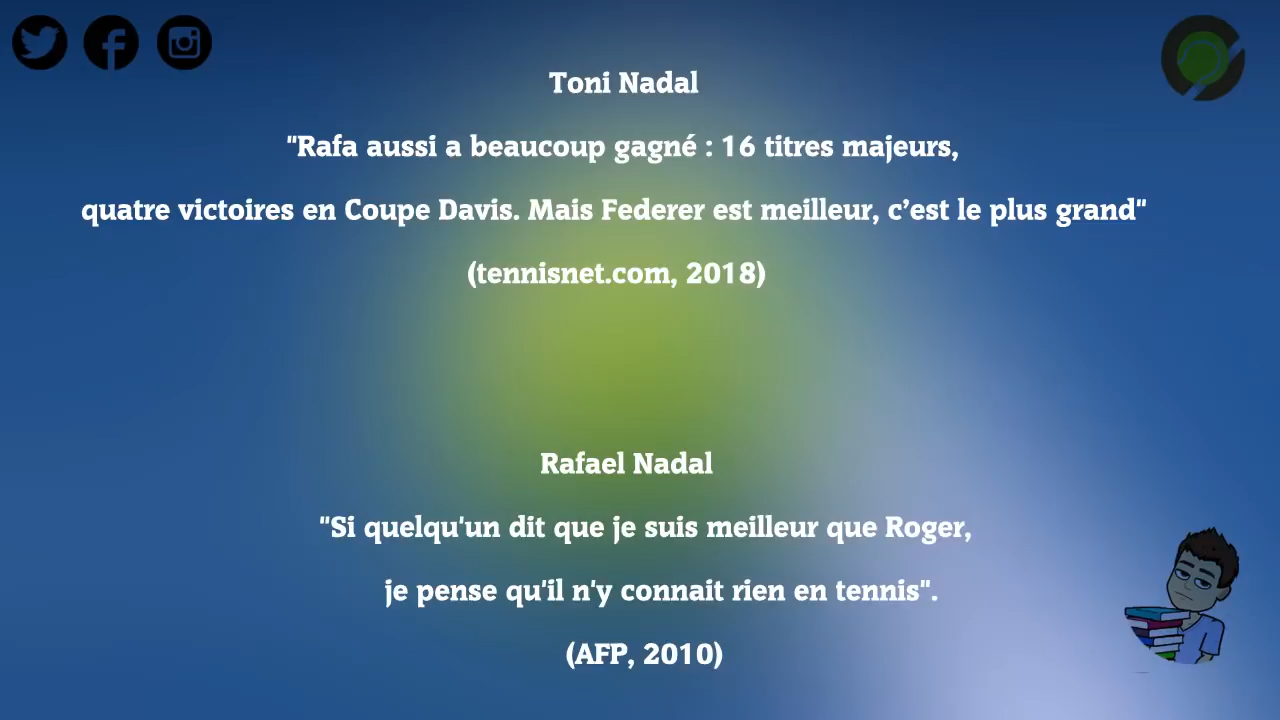 Toni Nadal
"Rafa aussi a beaucoup gagné : 16 titres majeurs,
quatre victoires en Coupe Davis. Mais Federer est meilleur, c’est le plus grand"
(tennisnet.com, 2018)
Rafael Nadal
"Si quelqu'un dit que je suis meilleur que Roger,
je pense qu'il n'y connait rien en tennis".
(AFP, 2010)